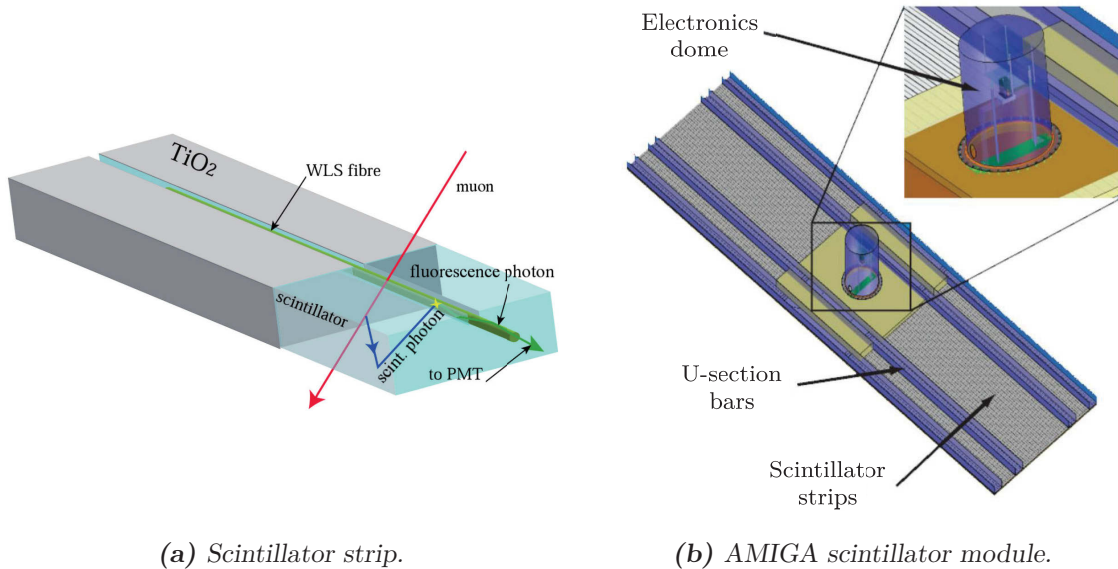 TiO2
WLS fibre
muon
fluorescence photon
scintillator
scint. photon
to PMT
(a) Scintillator strip.
Electronics
dome
U-section
bars
Scintillator
strips
(b) AMIGA scintillator module.